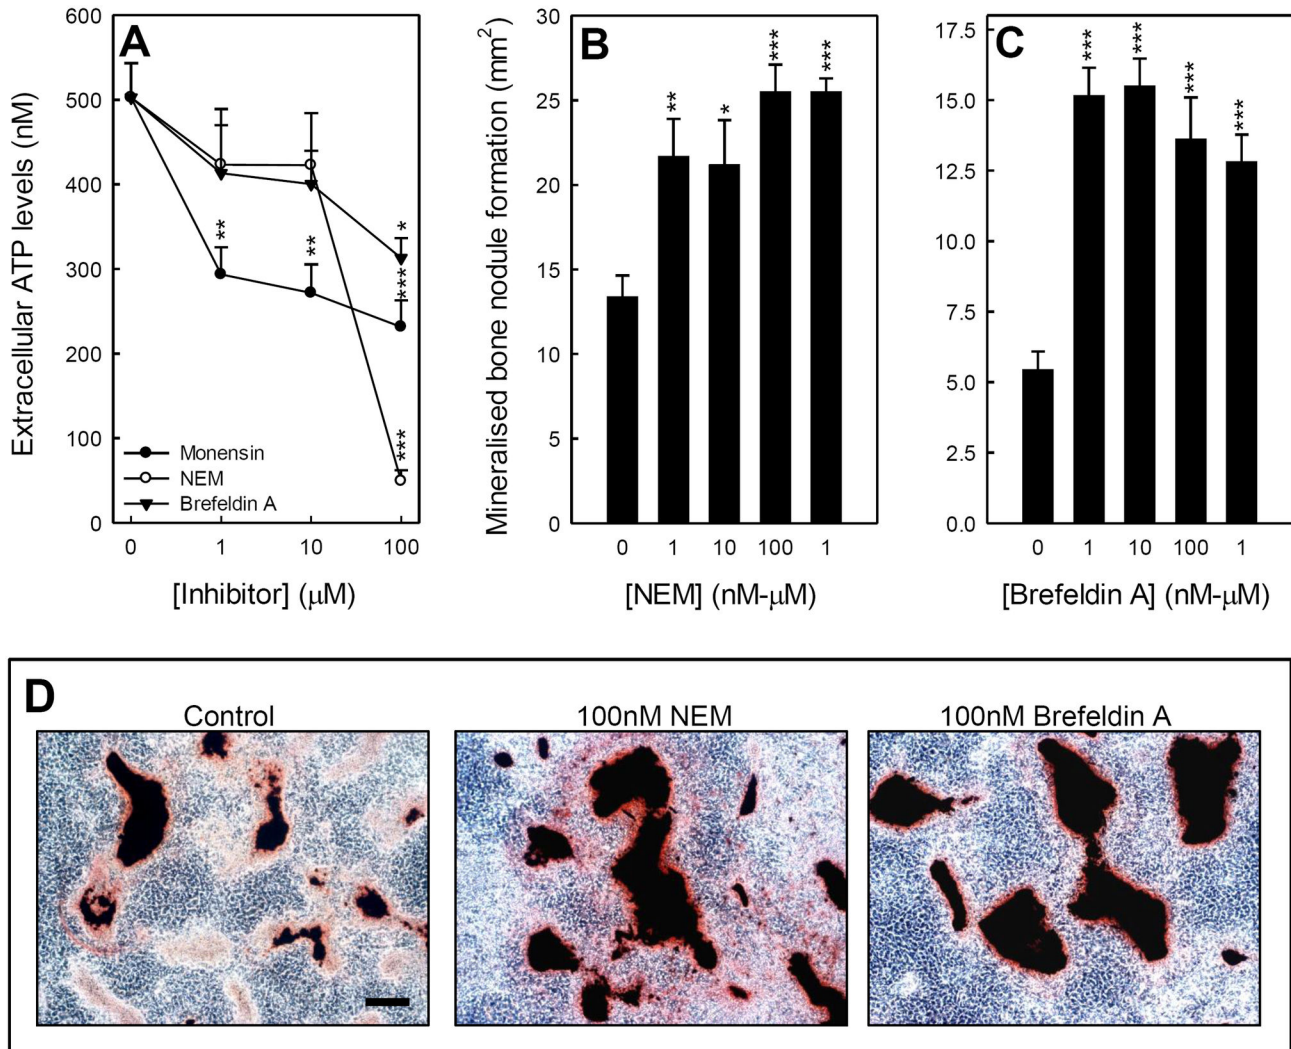 A
Extracellular ATP levels (nM)
600
500
400
300
200
100
0
**
**
*
***
***
Monensin
NEM
Brefeldin A
0 1 10 100
[Inhibitor] (μM)
B
Mineralised bone nodule formation (mm²)
30
25
20
15
10
5
0
**
*
***
***
0 1 10 100 1
[NEM] (nM-μM)
C
17.5
15.0
12.5
10.0
7.5
5.0
2.5
0.0
***
***
***
***
0 1 10 100 1
[Brefeldin A] (nM-μM)
D
Control
100nM NEM
100nM Brefeldin A